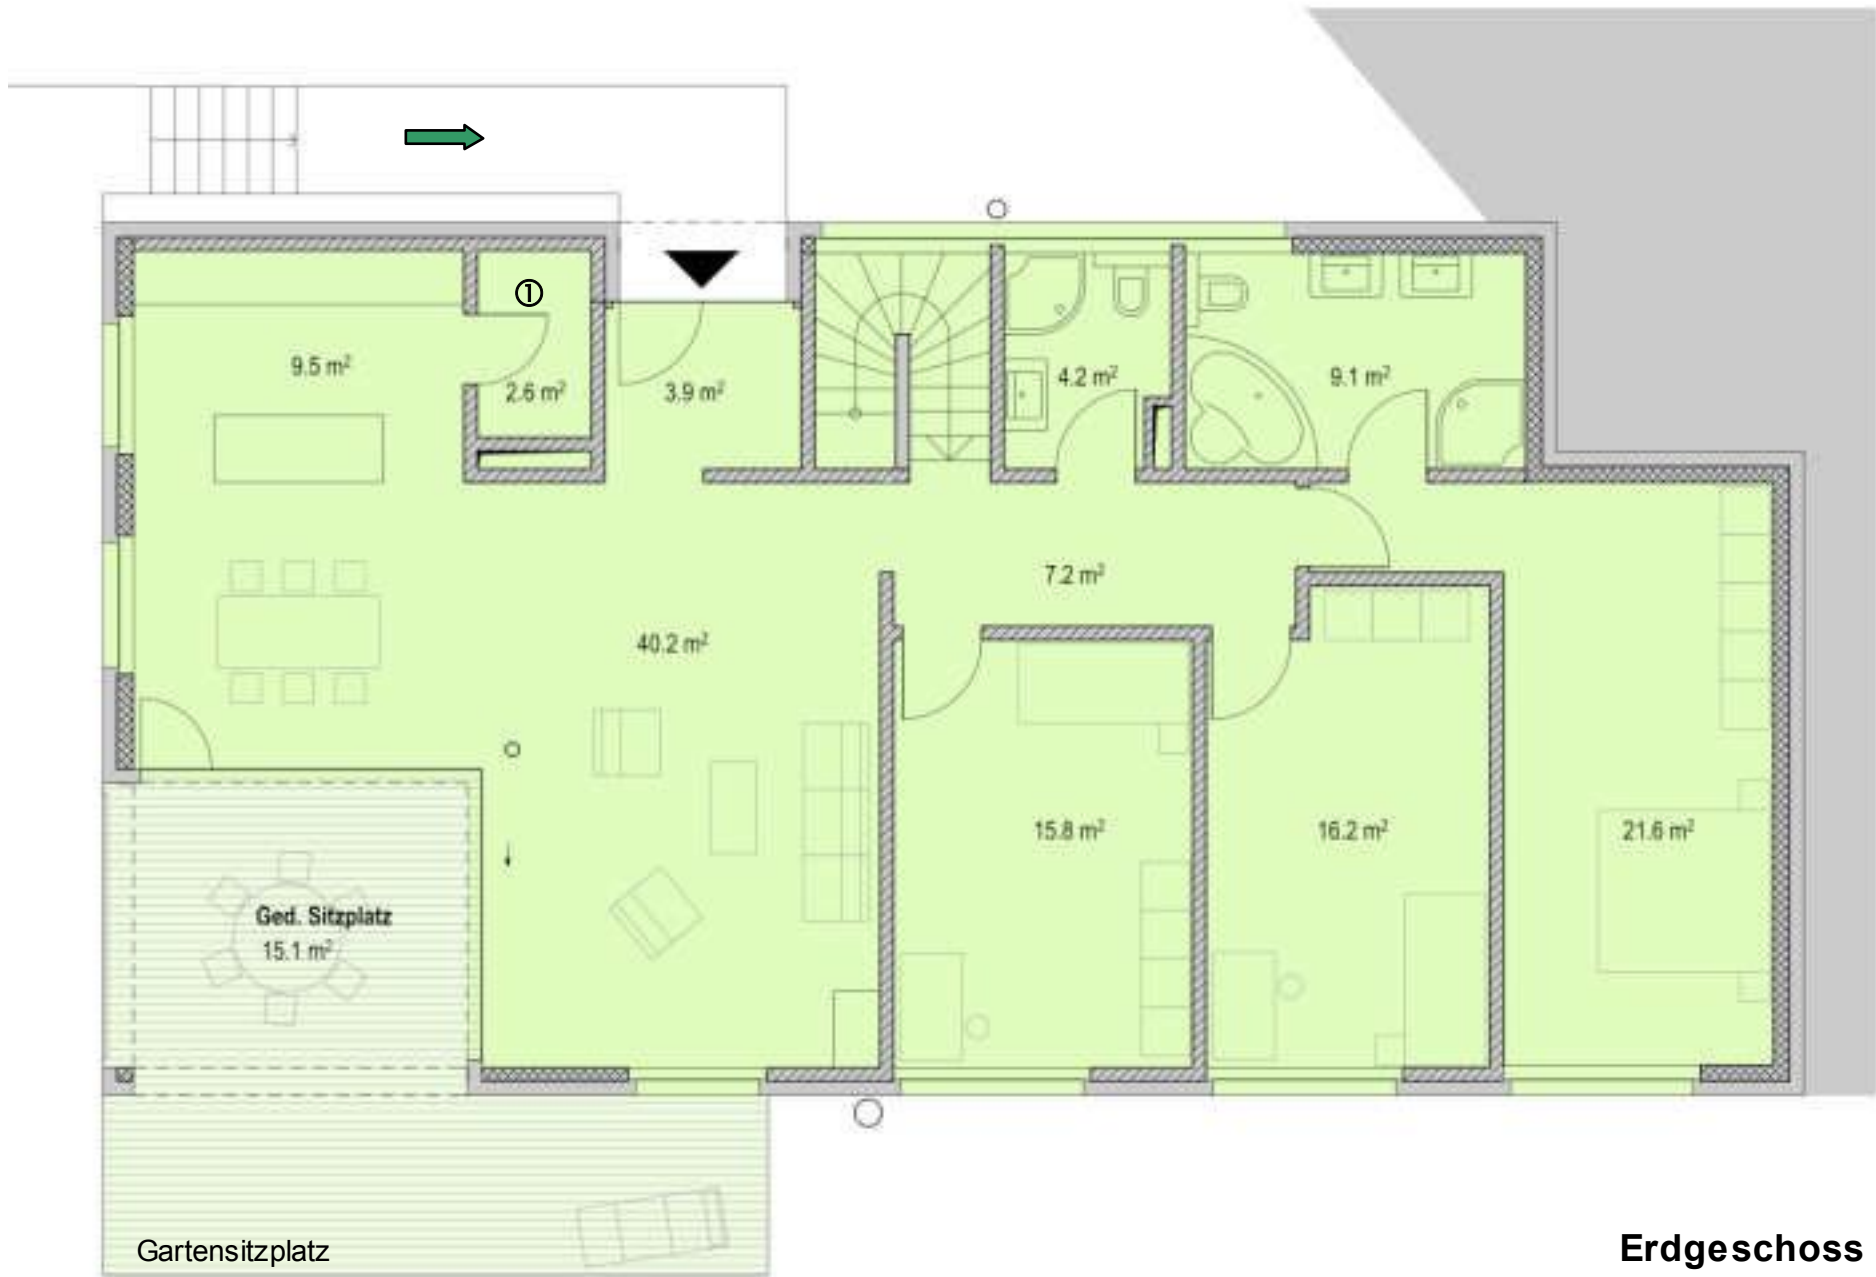 ①
9.5 m²
2.6 m²
3.9 m²
4.2 m²
9.1 m²
7.2 m²
40.2 m²
15.8 m²
16.2 m²
21.6 m²
Ged. Sitzplatz
15.1 m²
Gartensitzplatz
Erdgeschoss